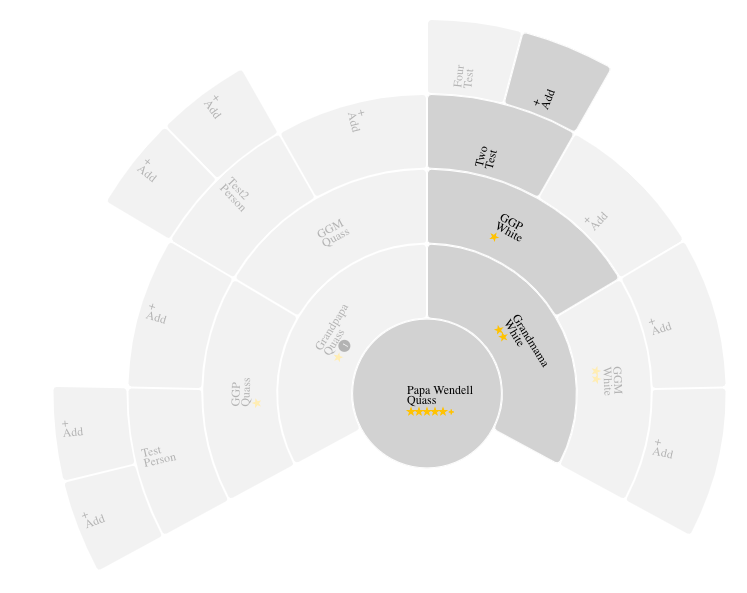 Four
Test
+
Add
+
Add
+
Add
+
Add
Two
Test
Test2
Person
GGM
Quass
GGP
White
+
Add
+
Add
Grandpapa
Quass
Grandmama
White
+
Add
GGP
Quass
GGM
White
Papa Wendell
Quass
+
Add
Test
Person
+
Add
+
Add